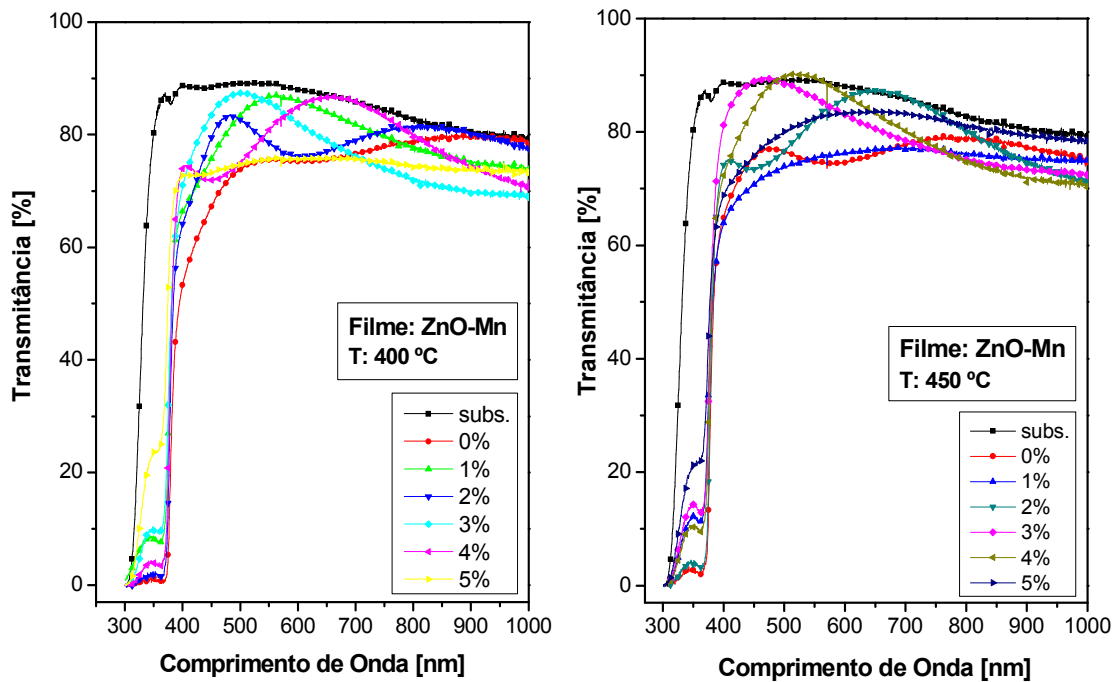 100
80
60
40
20
0
Transmitância [%]
300 400 500 600 700 800 900 1000
Comprimento de Onda [nm]
Filme: ZnO-Mn
T: 400 ºC
subs.
0%
1%
2%
3%
4%
5%
100
80
60
40
20
0
Transmitância [%]
300 400 500 600 700 800 900 1000
Comprimento de Onda [nm]
Filme: ZnO-Mn
T: 450 ºC
subs.
0%
1%
2%
3%
4%
5%